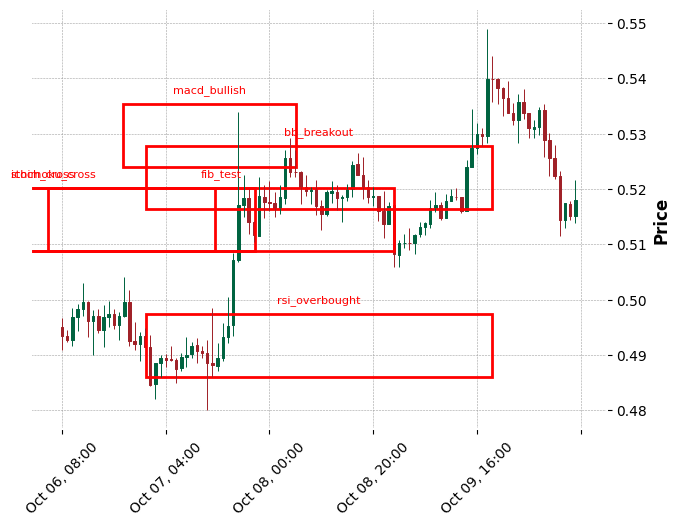 macd_bullish
bb_breakout
fib_test
rsi_overbought
0.55
0.54
0.53
0.52
0.51
0.50
0.49
0.48
Price
Oct 06, 08:00
Oct 07, 04:00
Oct 08, 00:00
Oct 08, 20:00
Oct 09, 16:00